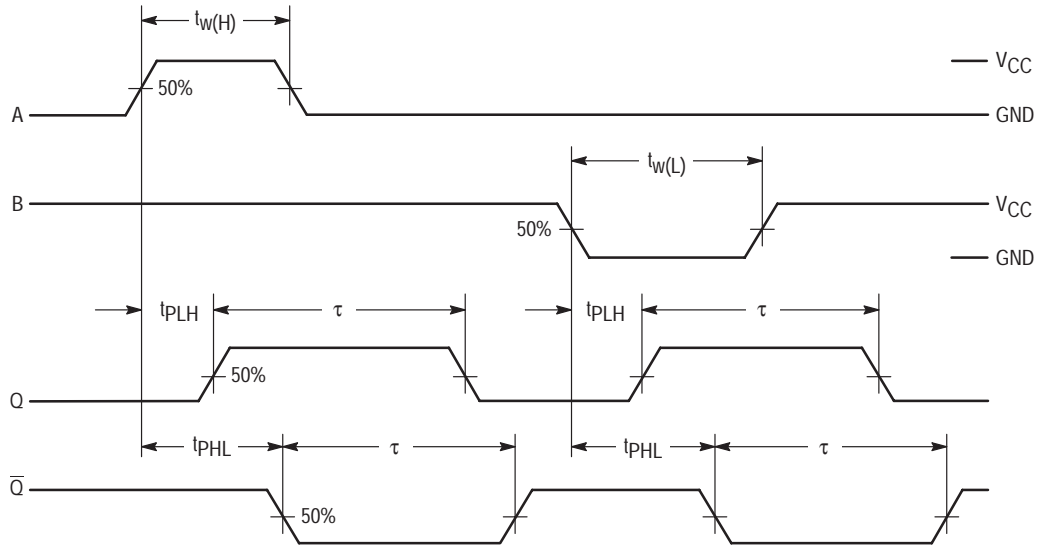 tw(H)
VCC
50%
A
GND
tw(L)
B
VCC
50%
GND
tPLH
τ
tPLH
τ
50%
Q
tPHL
τ
tPHL
τ
Q̅
50%